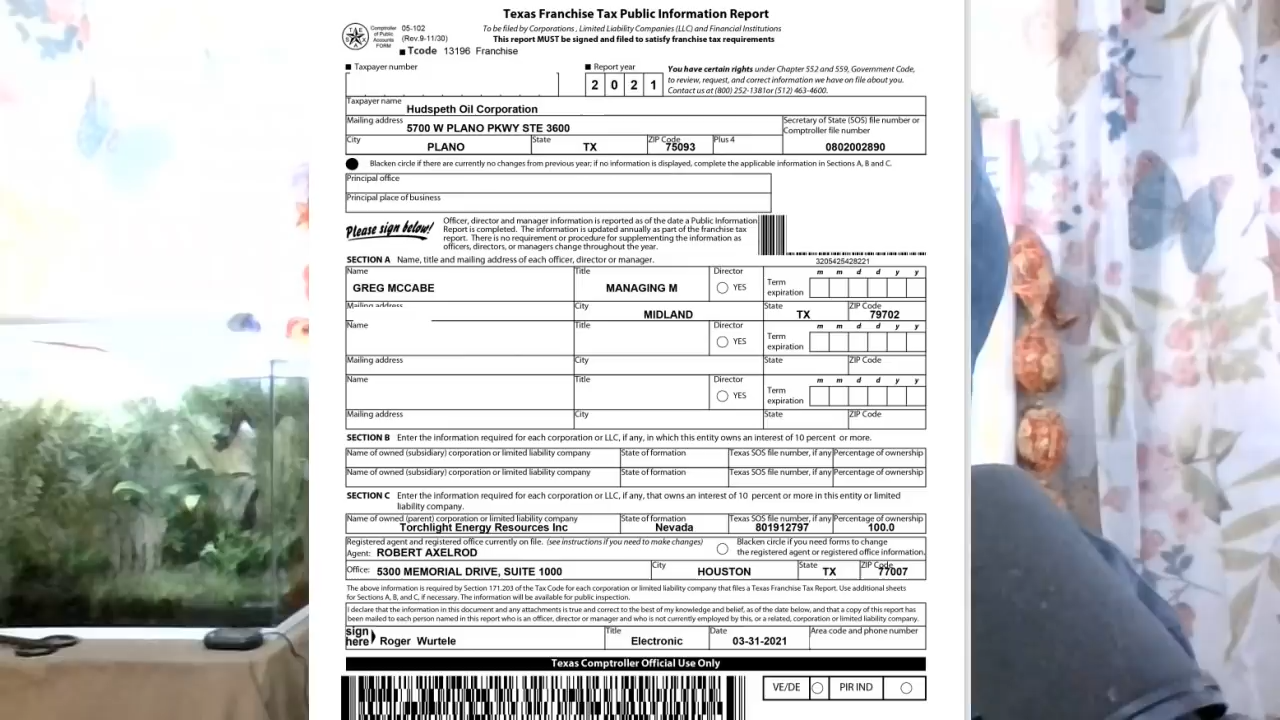 Texas Franchise Tax Public Information Report
Comptroller of Public Accounts FORM
05-102
(Rev.9-11/30)
To be filed by Corporations , Limited Liability Companies (LLC) and Financial Institutions
This report MUST be signed and filed to satisfy franchise tax requirements
■ Tcode 13196 Franchise
■ Taxpayer number
■ Report year
2 0 2 1
You have certain rights under Chapter 552 and 559, Government Code,
to review, request, and correct information we have on file about you.
Contact us at (800) 252-1381or (512) 463-4600.
Taxpayer name Hudspeth Oil Corporation
Mailing address 5700 W PLANO PKWY STE 3600
Secretary of State (SOS) file number or
Comptroller file number
City PLANO State TX ZIP Code 75093 Plus 4 0802002890
Blacken circle if there are currently no changes from previous year; if no information is displayed, complete the applicable information in Sections A, B and C.
Principal office
Principal place of business
Please sign below!
Officer, director and manager information is reported as of the date a Public Information
Report is completed. The information is updated annually as part of the franchise tax
report. There is no requirement or procedure for supplementing the information as
officers, directors, or managers change throughout the year.
3205425428221
SECTION A Name, title and mailing address of each officer, director or manager.
Name Title Director m m d d y y
GREG MCCABE MANAGING M YES Term expiration
Mailing address City MIDLAND State TX ZIP Code 79702
Name Title Director m m d d y y
YES Term expiration
Mailing address City State ZIP Code
Name Title Director m m d d y y
YES Term expiration
Mailing address City State ZIP Code
SECTION B Enter the information required for each corporation or LLC, if any, in which this entity owns an interest of 10 percent or more.
Name of owned (subsidiary) corporation or limited liability company State of formation Texas SOS file number, if any Percentage of ownership
Name of owned (subsidiary) corporation or limited liability company State of formation Texas SOS file number, if any Percentage of ownership
SECTION C Enter the information required for each corporation or LLC, if any, that owns an interest of 10 percent or more in this entity or limited
liability company.
Name of owned (parent) corporation or limited liability company State of formation Texas SOS file number, if any Percentage of ownership
Torchlight Energy Resources Inc Nevada 801912797 100.0
Registered agent and registered office currently on file. (see instructions if you need to make changes)
Agent: ROBERT AXELROD
Blacken circle if you need forms to change
the registered agent or registered office information.
Office: 5300 MEMORIAL DRIVE, SUITE 1000 City HOUSTON State TX ZIP Code 77007
The above information is required by Section 171.203 of the Tax Code for each corporation or limited liability company that files a Texas Franchise Tax Report. Use additional sheets
for Sections A, B, and C, if necessary. The information will be available for public inspection.
I declare that the information in this document and any attachments is true and correct to the best of my knowledge and belief, as of the date below, and that a copy of this report has
been mailed to each person named in this report who is an officer, director or manager and who is not currently employed by this, or a related, corporation or limited liability company.
sign here Roger Wurtele Title Electronic Date 03-31-2021 Area code and phone number
Texas Comptroller Official Use Only
VE/DE PIR IND